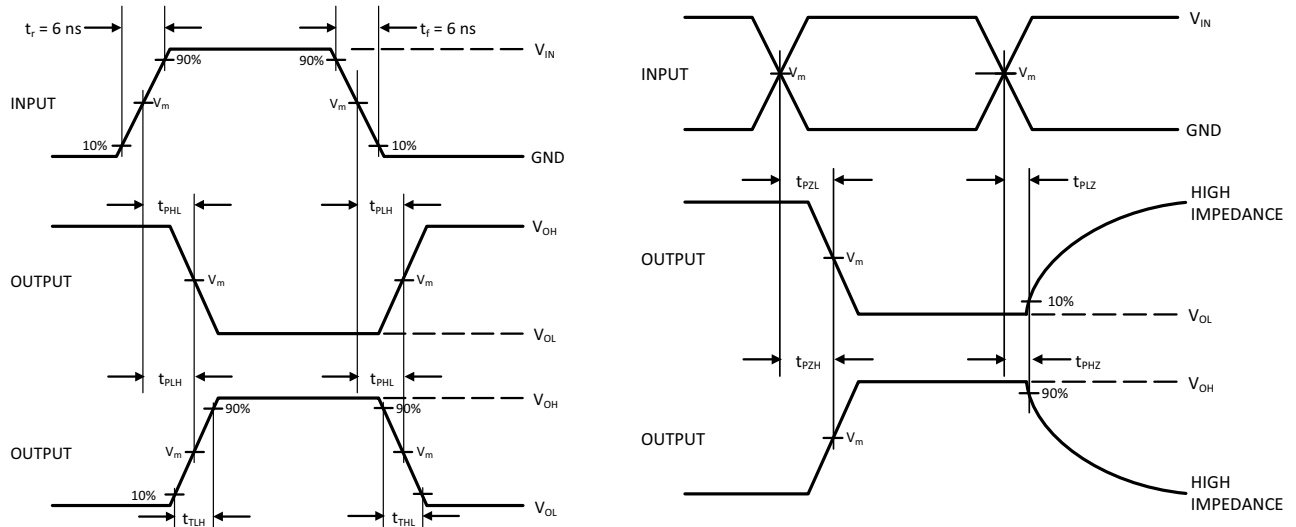 tr = 6 ns
tf = 6 ns
VIN
90%
90%
INPUT
Vm
Vm
10%
10%
GND
tPHL
tPLH
VOH
OUTPUT
Vm
Vm
VOL
tPLH
tPHL
VOH
90%
90%
OUTPUT
Vm
Vm
10%
VOL
tTLH
tTHL
VIN
INPUT
Vm
Vm
GND
tPZL
tPLZ
HIGH
IMPEDANCE
OUTPUT
Vm
10%
VOL
tPZH
tPHZ
VOH
90%
OUTPUT
Vm
HIGH
IMPEDANCE